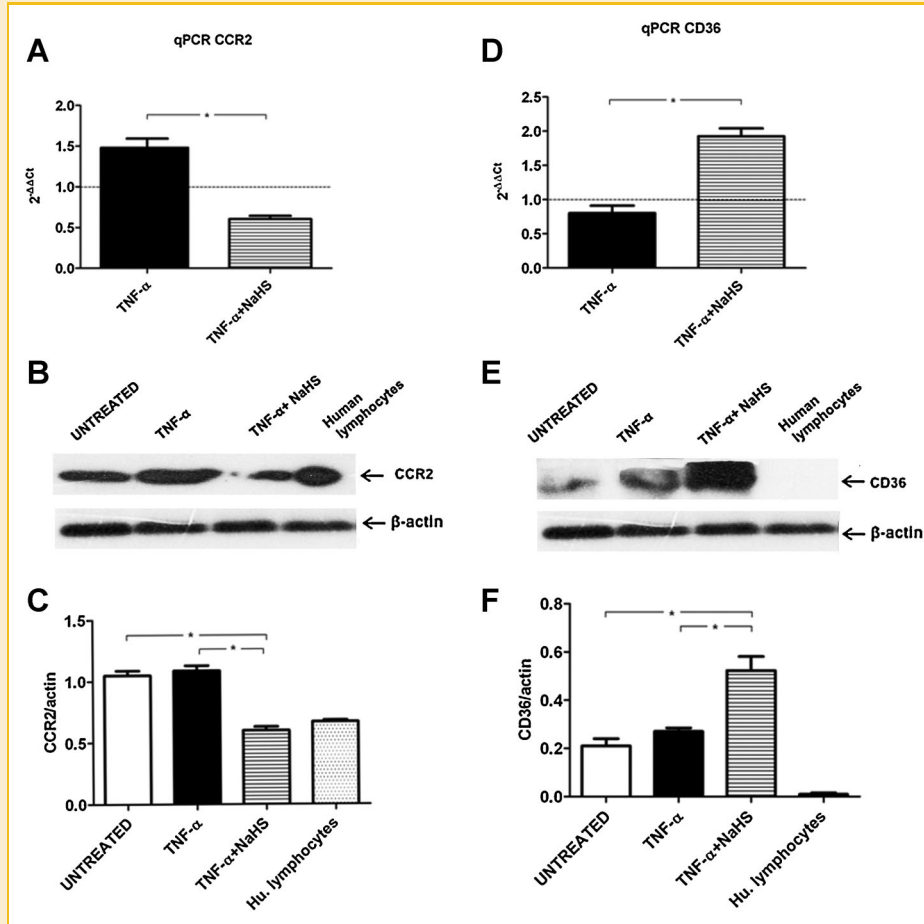 A
qPCR CCR2
2^-ΔΔCt
2.0
1.5
1.0
0.5
0.0
*
TNF-α
TNF-α+NaHS
D
qPCR CD36
2^-ΔΔCt
2.5
2.0
1.5
1.0
0.5
0.0
*
TNF-α
TNF-α+NaHS
B
UNTREATED
TNF-α
TNF-α+ NaHS
Human
lymphocytes
← CCR2
← β-actin
E
UNTREATED
TNF-α
TNF-α+ NaHS
Human
lymphocytes
← CD36
← β-actin
C
CCR2/actin
1.5
1.0
0.5
0.0
*
*
UNTREATED
TNF-α
TNF-α+NaHS
Hu. lymphocytes
F
CD36/actin
0.8
0.6
0.4
0.2
0.0
*
*
UNTREATED
TNF-α
TNF-α+NaHS
Hu. lymphocytes